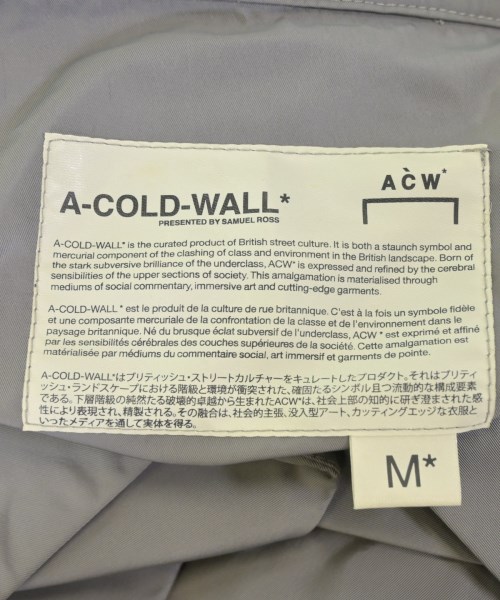 A-COLD-WALL*
PRESENTED BY SAMUEL ROSS
ACW*
A-COLD-WALL* is the curated product of British street culture. It is both a staunch symbol and
mercurial component of the clashing of class and environment in the British landscape. Born of
the stark subversive brilliance of the underclass, ACW* is expressed and refined by the cerebral
sensibilities of the upper sections of society. This amalgamation is materialised through
mediums of social commentary, immersive art and cutting-edge garments.
A-COLD-WALL* est le produit de la culture de rue britannique. C'est à la fois un symbole fidèle
et une composante mercuriale de la confrontation de la classe et de l'environnement dans le
paysage britannique. Né du brusque éclat subversif de l'underclass, ACW * est exprimé et affiné
par les sensibilités cérébrales des couches supérieures de la société. Cette amalgamation est
matérialisée par médiums du commentaire social, art immersif et garments de pointe.
A-COLD-WALL*はブリティッシュ・ストリートカルチャーをキュレートしたプロダクト。それはブリテ
ィッシュ・ランドスケープにおける階級と環境が衝突された、確固たるシンボル且つ流動的な構成要素
である。下層階級の純然たる破壊的卓越から生まれたACW*は、社会上部の知的に研ぎ澄まされた感
性により表現され、精製される。その融合は、社会的主張、没入型アート、カッティングエッジな衣服と
いったメディアを通して実体を得る。
M*